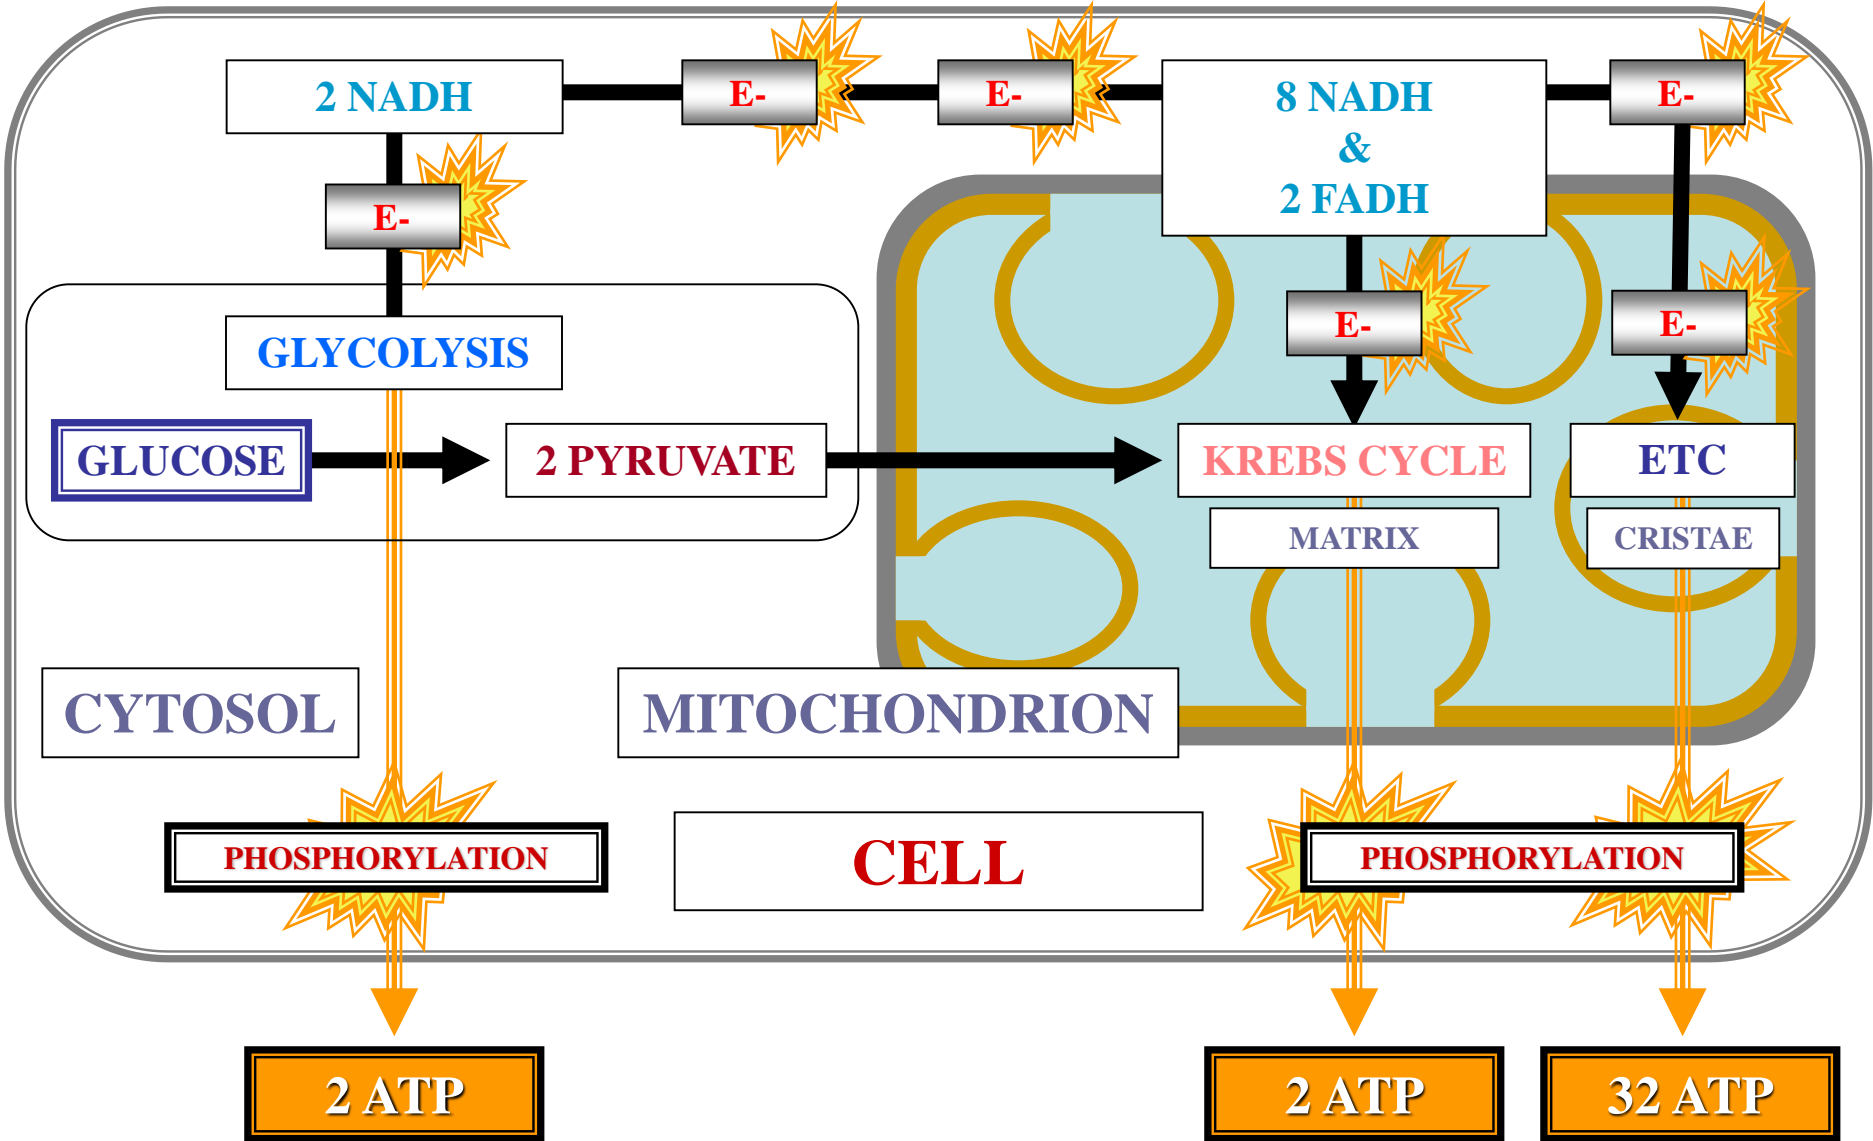 2 NADH
E-
E-
8 NADH
&
2 FADH
E-
E-
E-
E-
GLYCOLYSIS
GLUCOSE
2 PYRUVATE
KREBS CYCLE
ETC
MATRIX
CRISTAE
CYTOSOL
MITOCHONDRION
PHOSPHORYLATION
CELL
PHOSPHORYLATION
2 ATP
2 ATP
32 ATP